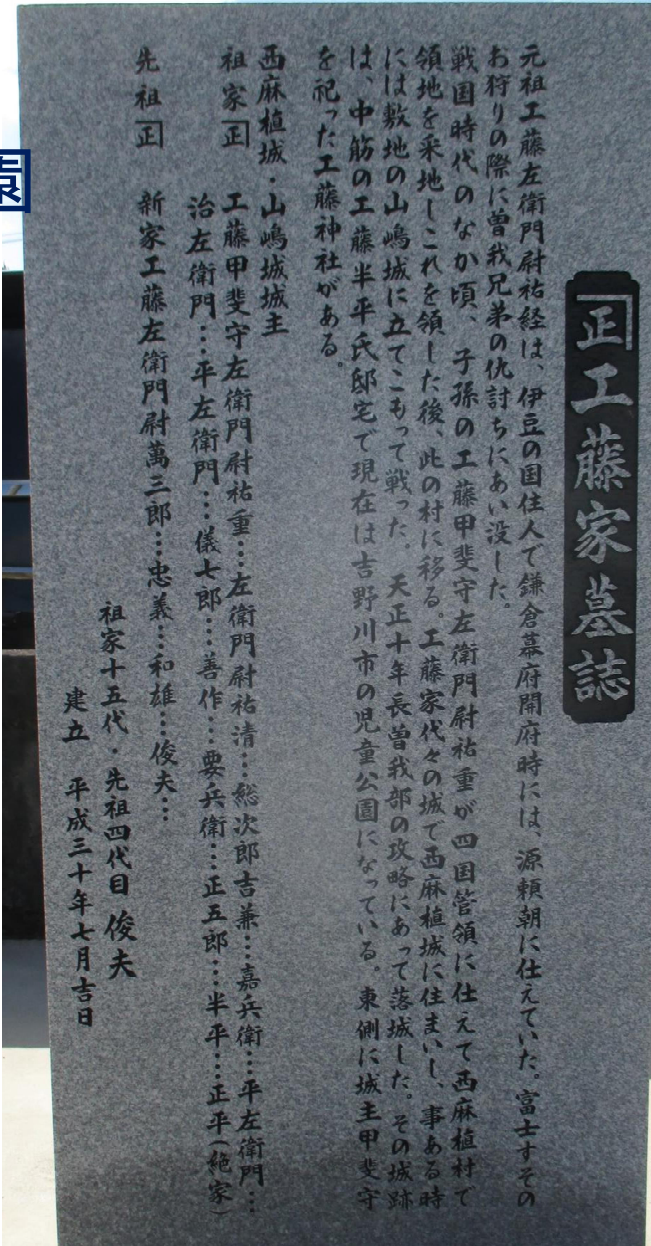 正工藤家墓誌
元祖工藤左衛門尉祐経は、伊豆の国住人で鎌倉幕府開府時には、源頼朝に仕えていた。富士すその
お狩りの際に曽我兄弟の仇討ちにあい没した。
戦国時代のなか頃、子孫の工藤甲斐守左衛門尉祐重が四国管領に仕えて西麻植村で
領地を采地しこれを領した後、此の村に移る。工藤家代々の城で西麻植城に住まいし、事ある時
には敷地の山嶋城に立てこもって戦った。天正十年長曽我部の攻略にあって落城した。その城跡
は、中筋の工藤半平氏邸宅で現在は吉野川市の児童公園になっている。東側に城主甲斐守
を祀った工藤神社がある。
西麻植城・山嶋城城主
祖家 正 工藤甲斐守左衛門尉祐重…左衛門尉祐清…総次郎吉兼…嘉兵衛…平左衛門…
治左衛門…平左衛門…儀七郎…善作…要兵衛…正五郎…半平…正平(絶家)
先祖 正 新家工藤左衛門尉萬三郎…忠義…和雄…俊夫…
祖家十五代・先祖四代目 俊夫
建立 平成三十年七月吉日
園